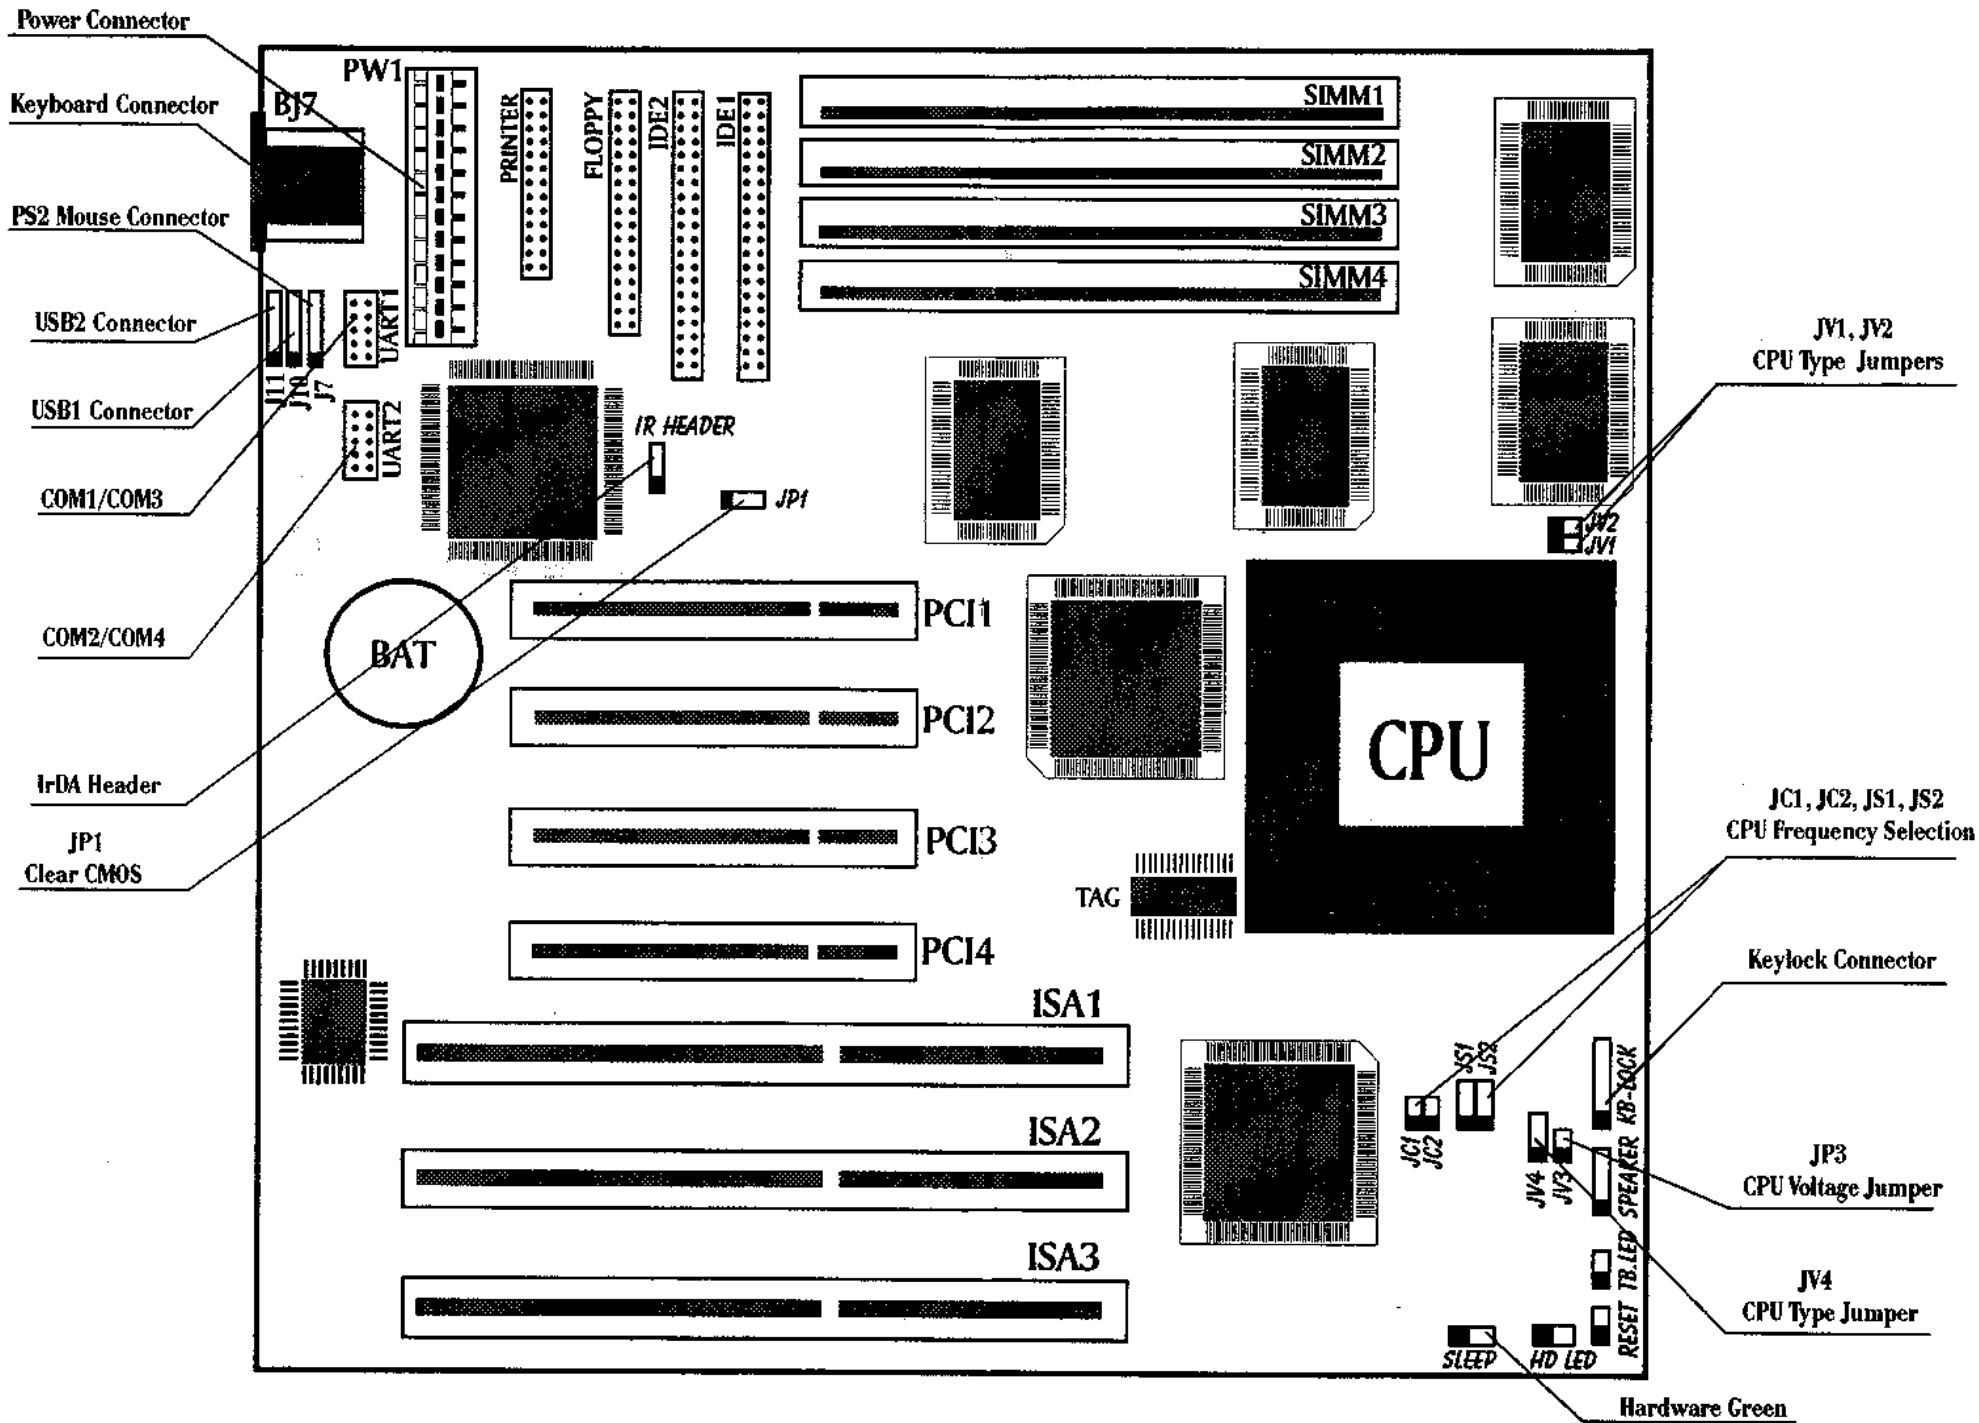 Power Connector
Keyboard Connector
PS2 Mouse Connector
USB2 Connector
USB1 Connector
COM1/COM3
COM2/COM4
IrDA Header
JP1
Clear CMOS
PW1
BJ7
PRINTER
FLOPPY
IDE2
IDE1
SIMM1
SIMM2
SIMM3
SIMM4
J11
J10
J7
UART1
UART2
IR HEADER
JP1
BAT
PCI1
PCI2
PCI3
PCI4
ISA1
ISA2
ISA3
TAG
CPU
JV2
JV1
JS1
JS2
JC1
JC2
JV4
JV3
KB-LOCK
SPEAKER
TB.LED
RESET
SLEEP
HD LED
JV1, JV2
CPU Type Jumpers
JC1, JC2, JS1, JS2
CPU Frequency Selection
Keylock Connector
JP3
CPU Voltage Jumper
JV4
CPU Type Jumper
Hardware Green